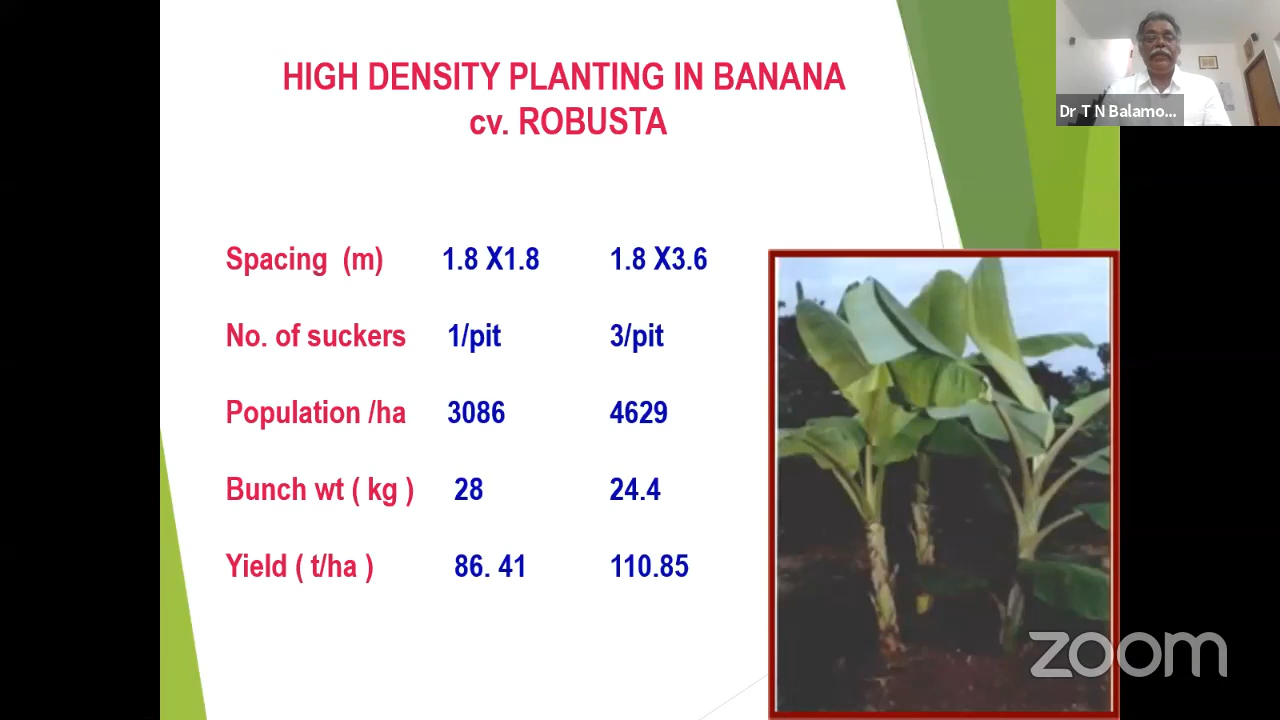 HIGH DENSITY PLANTING IN BANANA
cv. ROBUSTA
Dr T N Balamo...
Spacing (m) 1.8 X1.8 1.8 X3.6
No. of suckers 1/pit 3/pit
Population /ha 3086 4629
Bunch wt ( kg ) 28 24.4
Yield ( t/ha ) 86. 41 110.85
zoom